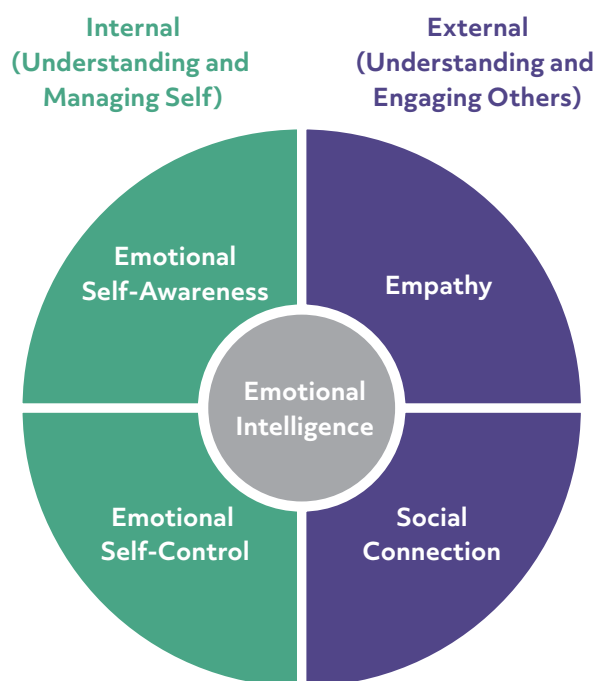 Internal
(Understanding and
Managing Self)
External
(Understanding and
Engaging Others)
Emotional
Self-Awareness
Empathy
Emotional
Intelligence
Emotional
Self-Control
Social
Connection